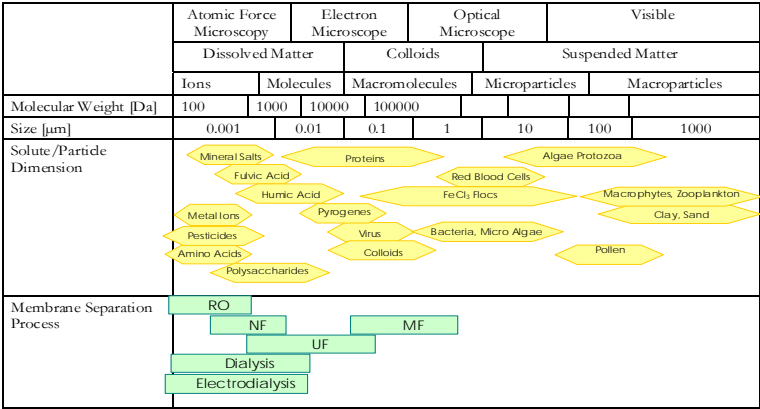 Atomic Force Microscopy Electron Microscope Optical Microscope Visible
Dissolved Matter Colloids Suspended Matter
Ions Molecules Macromolecules Microparticles Macroparticles
Molecular Weight [Da] 100 1000 10000 100000
Size [µm] 0.001 0.01 0.1 1 10 100 1000
Solute/Particle Dimension
Mineral Salts Proteins Algae Protozoa
Fulvic Acid Red Blood Cells
Humic Acid FeCl₃ Flocs Macrophytes, Zooplankton
Metal Ions Pyrogenes Clay, Sand
Pesticides Virus Bacteria, Micro Algae
Amino Acids Colloids Pollen
Polysaccharides
Membrane Separation Process
RO
NF MF
UF
Dialysis
Electrodialysis